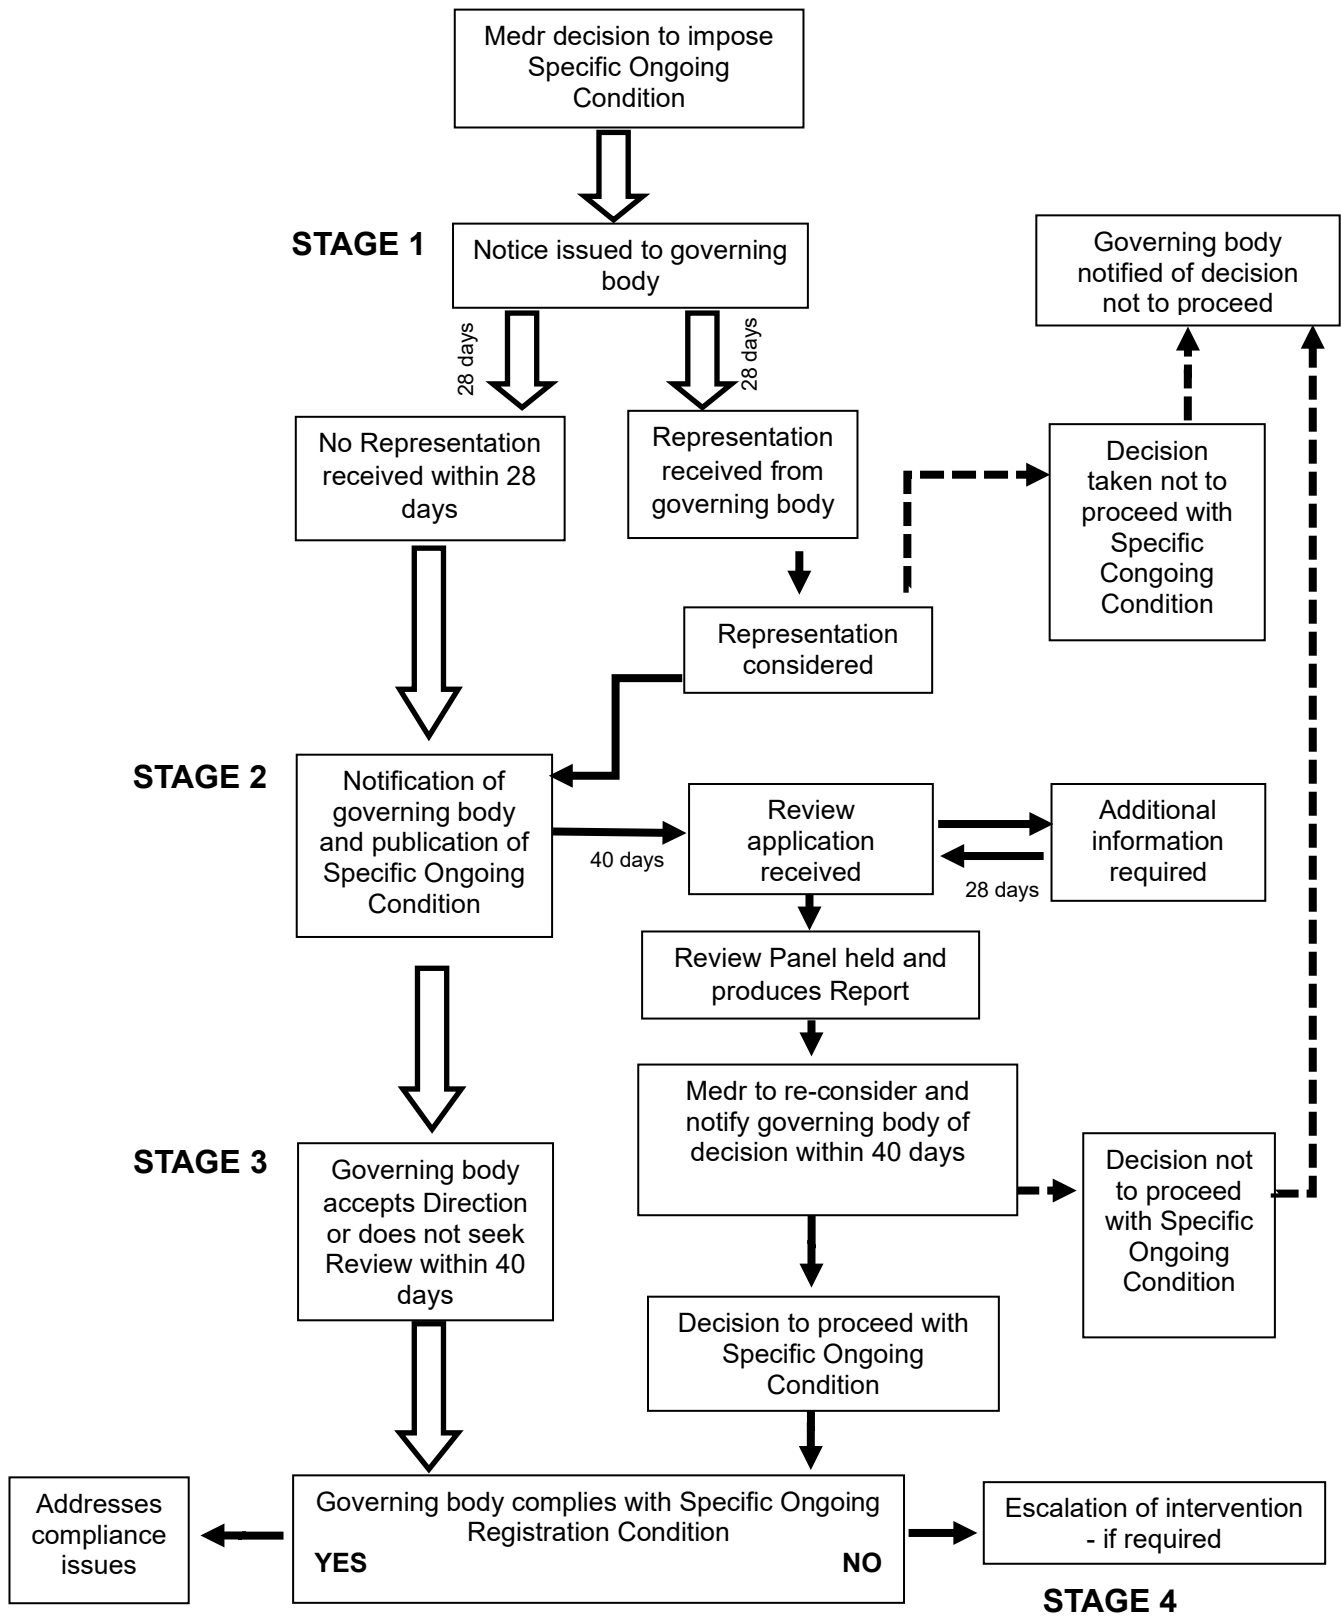 Medr decision to impose
Specific Ongoing
Condition
STAGE 1
Notice issued to governing
body
Governing body
notified of decision
not to proceed
28 days
28 days
No Representation
received within 28
days
Representation
received from
governing body
Decision
taken not to
proceed with
Specific
Congoing
Condition
Representation
considered
STAGE 2
Notification of
governing body
and publication of
Specific Ongoing
Condition
40 days
Review
application
received
28 days
Additional
information
required
Review Panel held and
produces Report
Medr to re-consider and
notify governing body of
decision within 40 days
STAGE 3
Governing body
accepts Direction
or does not seek
Review within 40
days
Decision not
to proceed
with Specific
Ongoing
Condition
Decision to proceed with
Specific Ongoing
Condition
Addresses
compliance
issues
Governing body complies with Specific Ongoing
Registration Condition
YES NO
Escalation of intervention
- if required
STAGE 4